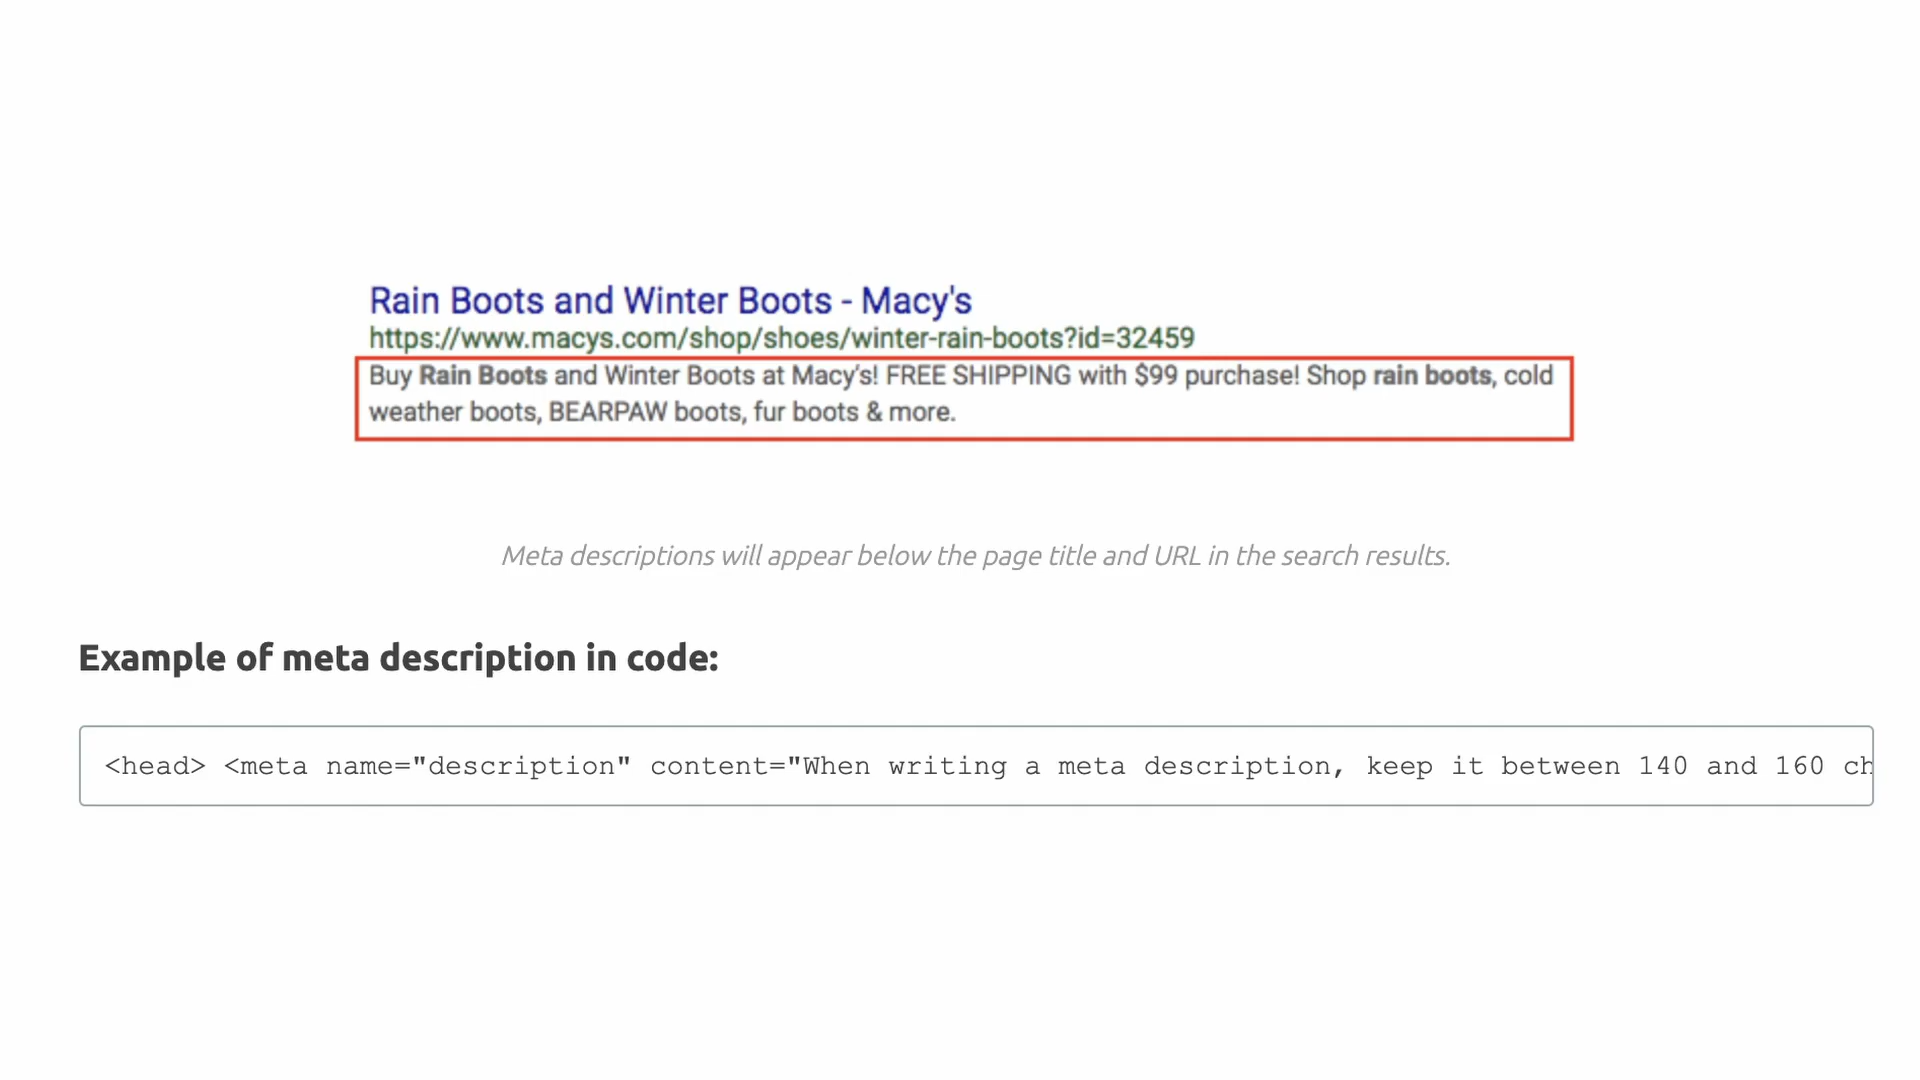 Rain Boots and Winter Boots - Macy's
https://www.macys.com/shop/shoes/winter-rain-boots?id=32459
Buy Rain Boots and Winter Boots at Macy's! FREE SHIPPING with $99 purchase! Shop rain boots, cold
weather boots, BEARPAW boots, fur boots & more.
Meta descriptions will appear below the page title and URL in the search results.
Example of meta description in code:
<head> <meta name="description" content="When writing a meta description, keep it between 140 and 160 ch